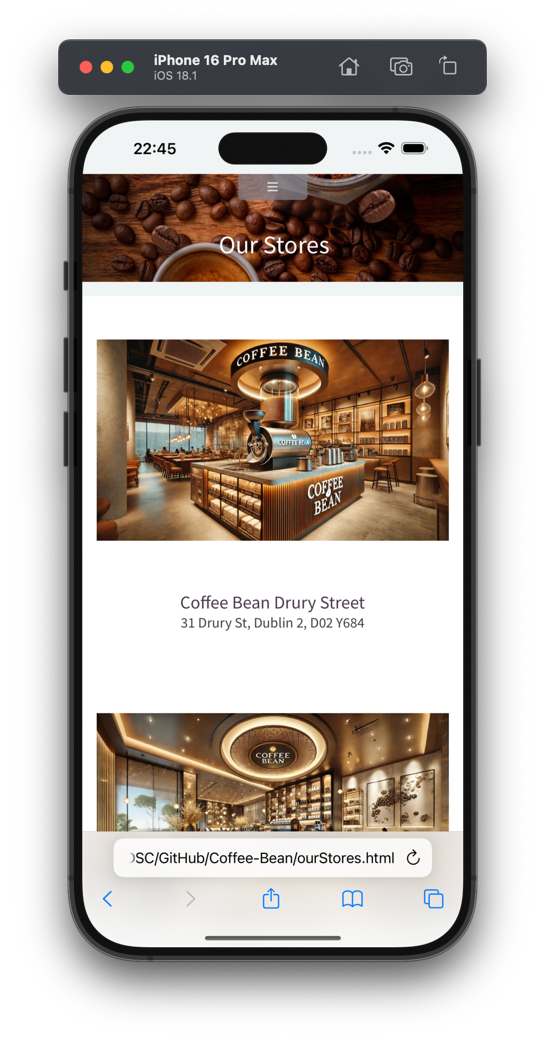 iPhone 16 Pro Max
iOS 18.1
22:45
Our Stores
COFFEE BEAN
COFFEE BEAN
COFFEE
BEAN
Coffee Bean Drury Street
31 Drury St, Dublin 2, D02 Y684
COFFEE
BEAN
SC/GitHub/Coffee-Bean/ourStores.html